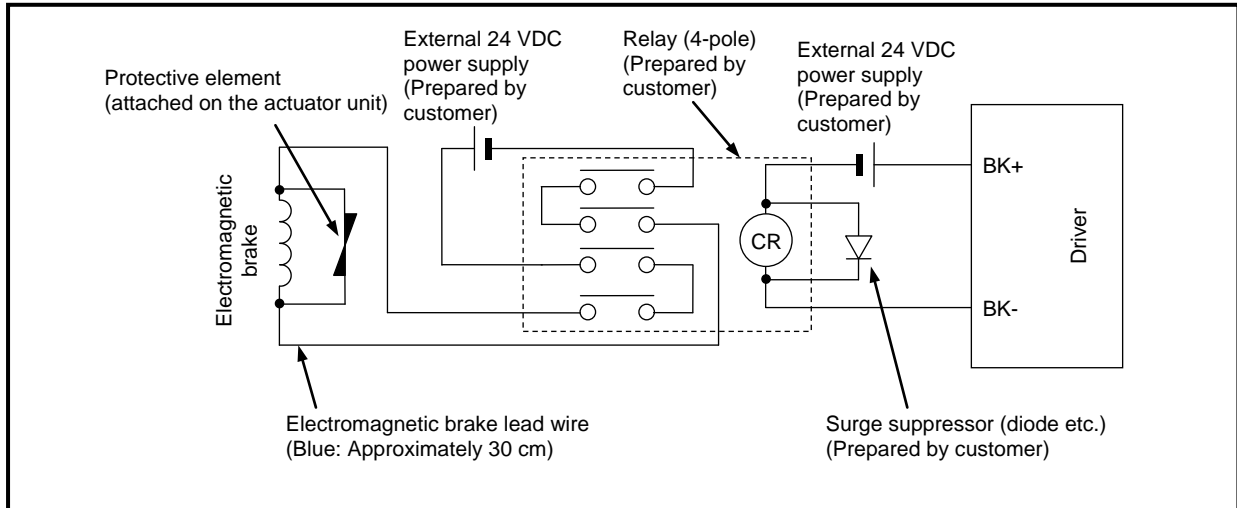 External 24 VDC
power supply
(Prepared by
customer)
Relay (4-pole)
(Prepared by
customer)
External 24 VDC
power supply
(Prepared by
customer)
Protective element
(attached on the actuator unit)
Electromagnetic
brake
CR
BK+
BK-
Driver
Electromagnetic brake lead wire
(Blue: Approximately 30 cm)
Surge suppressor (diode etc.)
(Prepared by customer)